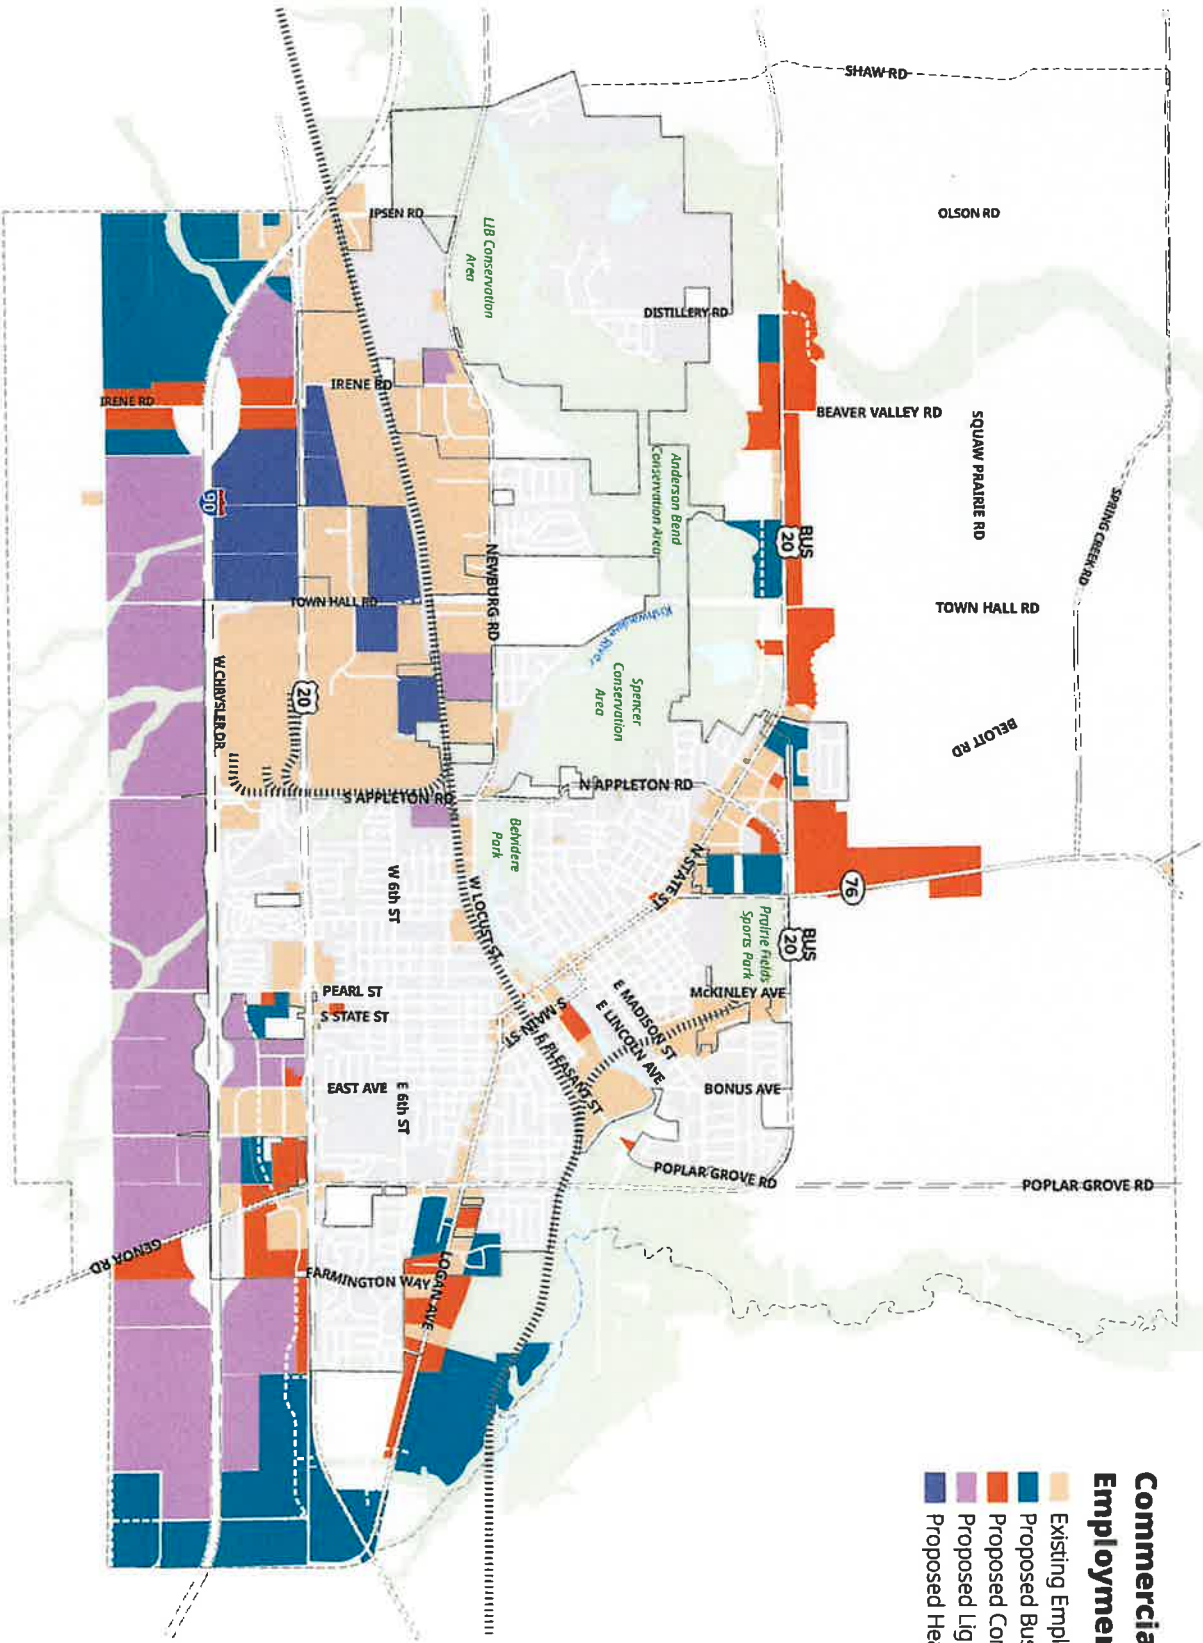 Commercia
Employmen
Existing Empl
Proposed Bus
Proposed Con
Proposed Lig
Proposed Hea
SHAW RD
OLSON RD
IPSEN RD
LIB Conservation
Area
DISTILLERY RD
IRENE RD
IRENE RD
BEAVER VALLEY RD
SQUAW PRAIRIE RD
SPRING CREEK RD
Anderson Bend
Conservation Area
90
BUS
20
NEWBURG RD
TOWN HALL RD
TOWN HALL RD
Kishwaukee River
Spencer
Conservation
Area
W CHRYSLER DR
20
BELOIT RD
S APPLETON RD
N APPLETON RD
Belvidere
Park
W 6th ST
W LOCUST ST
N STATE ST
76
Prairie Fields
Sports Park
BUS
20
PEARL ST
S STATE ST
McKINLEY AVE
S MAIN ST
E MADISON ST
E LINCOLN AVE
E PLEASANT ST
EAST AVE
E 6th ST
BONUS AVE
POPLAR GROVE RD
POPLAR GROVE RD
GENOA RD
FARMINGTON WAY
LOGAN AVE